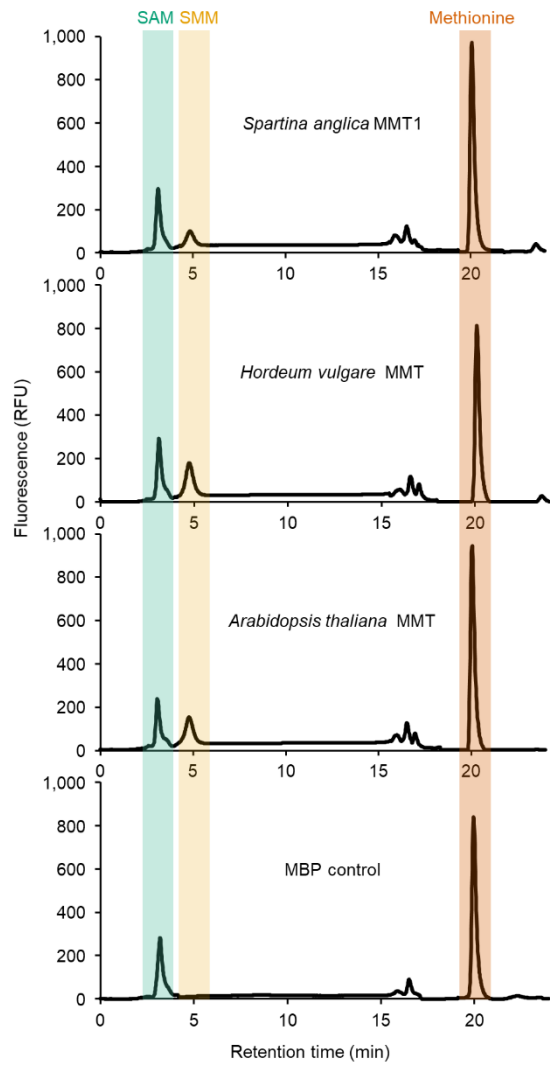 SAM SMM Methionine
1,000
800
600
400
200
0
Spartina anglica MMT1
0 5 10 15 20
1,000
800
600
400
200
0
Hordeum vulgare MMT
0 5 10 15 20
Fluorescence (RFU)
1,000
800
600
400
200
0
Arabidopsis thaliana MMT
0 5 10 15 20
1,000
800
600
400
200
0
MBP control
0 5 10 15 20
Retention time (min)